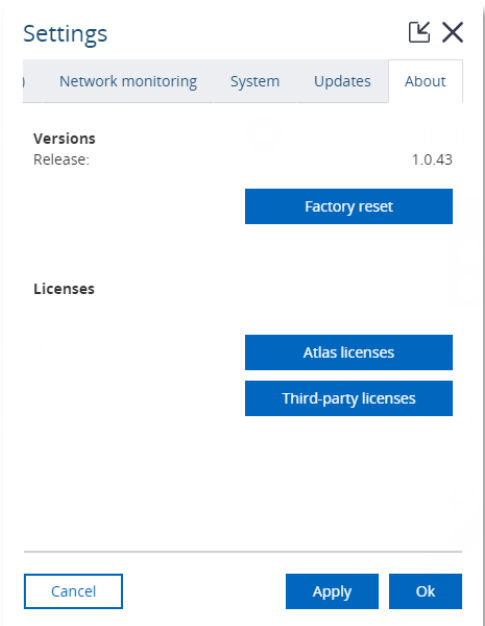 Settings
) Network monitoring System Updates About
Versions
Release: 1.0.43
Factory reset
Licenses
Atlas licenses
Third-party licenses
Cancel Apply Ok